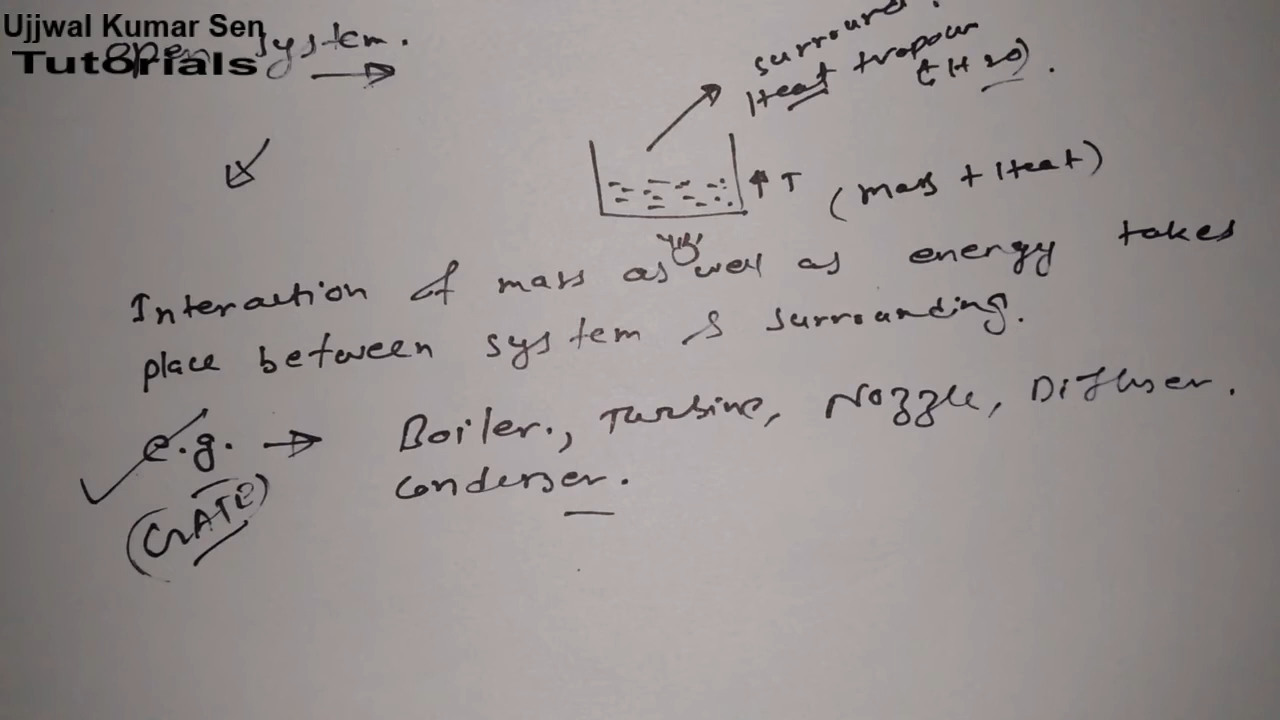 Ujjwal Kumar Sen
Tutorials
open system.
surround.
Heat + vapour
(H2O).
↑ T (mass + Heat)
Interaction of mass as well as energy takes
place between system & surrounding.
e.g. → Boiler., Turbine, Nozzle, Diffuser.
condenser.
(GATE)